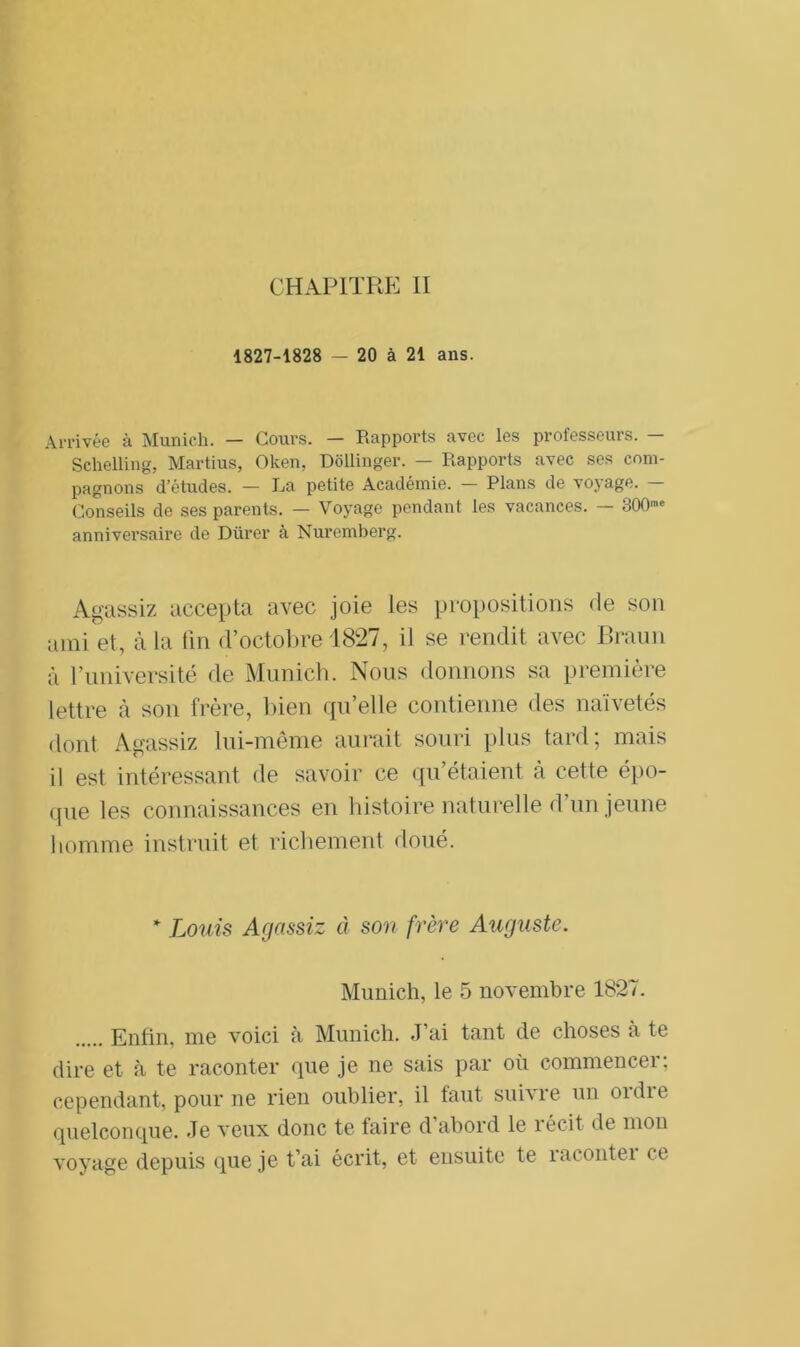 CHAPITRE II
1827-1828 — 20 à 21 ans.
Arrivée à Munich. — Cours. — Rapports avec les professeurs. —
Schelling, Martius, Oken, Döllinger. — Rapports avec ses com-
pagnons d'études. — La petite Académie. — Plans de voyage. —
Conseils de ses parents. — Voyage pendant les vacances. — 300me
anniversaire de Dürer à Nuremberg.
Agassiz accepta avec joie les propositions de son
ami et, à la fin d'octobre 1827, il se rendit avec Braun
à l'université de Munich. Nous donnons sa première
lettre à son frère, bien qu'elle contienne des naïvetés
dont Agassiz lui-même aurait souri plus tard; mais
il est intéressant de savoir ce qu'étaient à cette épo-
que les connaissances en histoire naturelle d'un jeune
homme instruit et richement doué.
* Louis Agassiz à son frère Auguste.
Munich, le 5 novembre 1827.
..... Enfin, me voici à Munich. J'ai tant de choses à te
dire et à te raconter que je ne sais par où commencer;
cependant, pour ne rien oublier, il faut suivre un ordre
quelconque. Je veux donc te faire d'abord le récit de mon
voyage depuis que je t'ai écrit, et ensuite te raconter ce